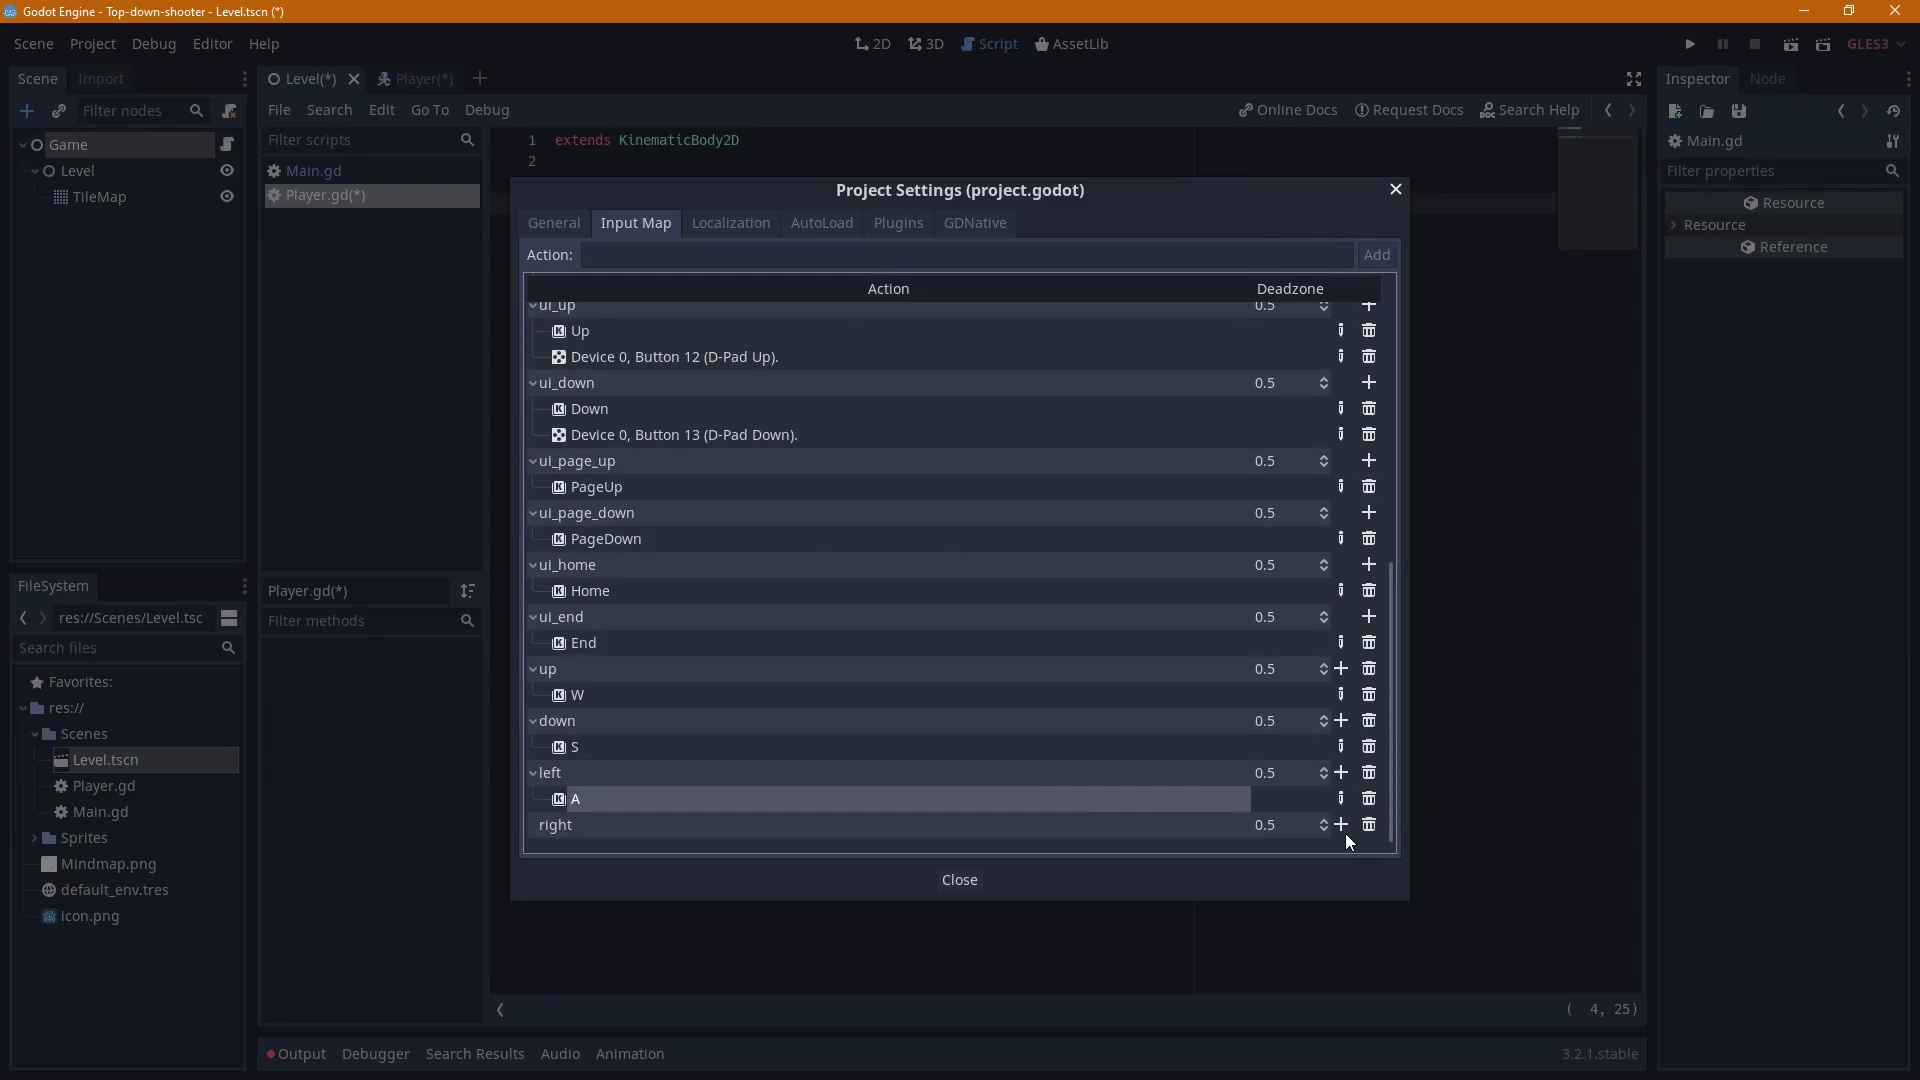 Godot Engine - Top-down-shooter - Level.tscn (*)
Scene Project Debug Editor Help
2D 3D Script AssetLib
GLES3
Scene Import
Level(*) Player(*)
Inspector Node
Filter nodes
File Search Edit Go To Debug
Online Docs Request Docs Search Help
Game
Level
TileMap
Filter scripts
Main.gd
Player.gd(*)
1 extends KinematicBody2D
2
Main.gd
Filter properties
Resource
Resource
Reference
Project Settings (project.godot)
General Input Map Localization AutoLoad Plugins GDNative
Action: Add
Action Deadzone
ui_up 0.5
Up
Device 0, Button 12 (D-Pad Up).
ui_down 0.5
Down
Device 0, Button 13 (D-Pad Down).
ui_page_up 0.5
PageUp
ui_page_down 0.5
PageDown
ui_home 0.5
Home
ui_end 0.5
End
up 0.5
W
down 0.5
S
left 0.5
A
right 0.5
Close
FileSystem
res://Scenes/Level.tsc
Search files
Favorites:
res://
Scenes
Level.tscn
Player.gd
Main.gd
Sprites
Mindmap.png
default_env.tres
icon.png
Player.gd(*)
Filter methods
( 4, 25)
Output Debugger Search Results Audio Animation
3.2.1.stable